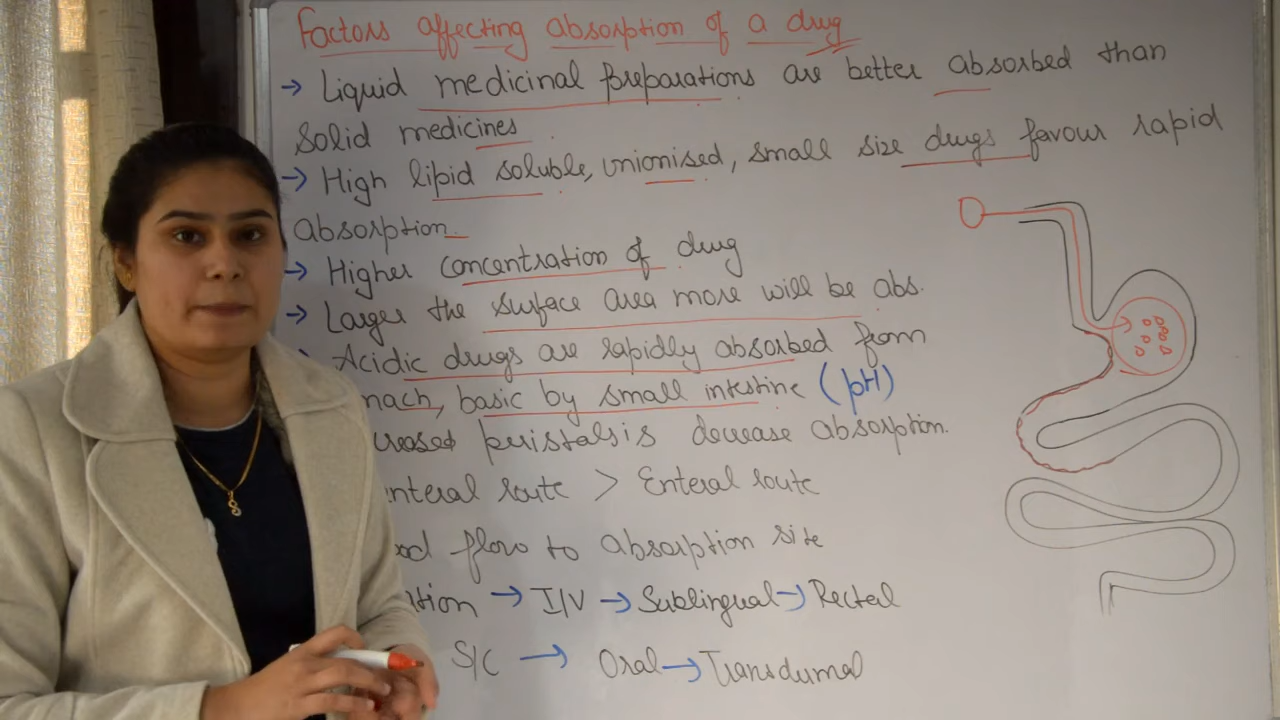 Factors affecting absorption of a drug
→ Liquid medicinal preparations are better absorbed than
solid medicines
→ High lipid soluble, unionised, small size drugs favour rapid
absorption.
→ Higher concentration of drug
→ Larger the surface area more will be abs.
Acidic drugs are rapidly absorbed from
mach, basic by small intestine (pH)
creased peristalsis decrease absorption.
nteral route > Enteral route
od flow to absorption site
ation → I/V → Sublingual → Rectal
S/C → Oral → Transdermal